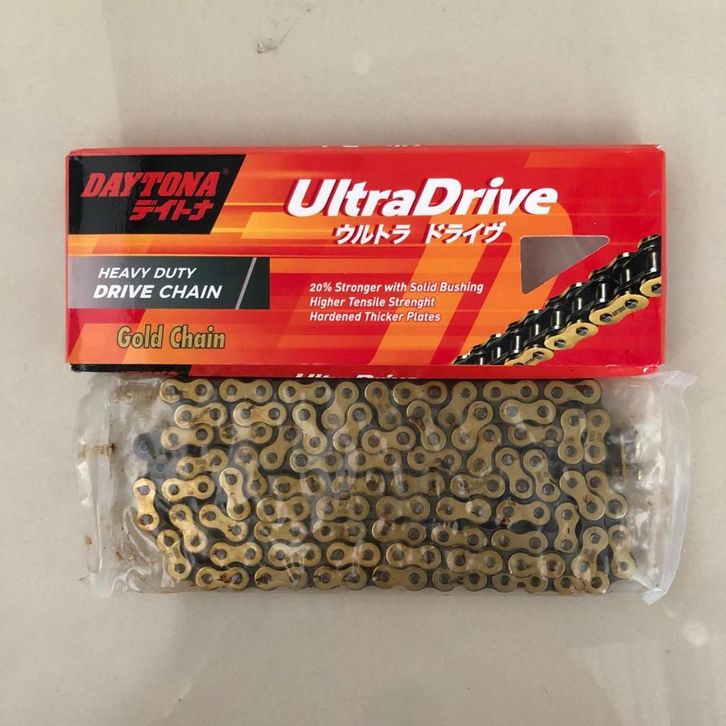 DAYTONA®
デイトナ
UltraDrive
ウルトラ ドライヴ
HEAVY DUTY
DRIVE CHAIN
20% Stronger with Solid Bushing
Higher Tensile Strenght
Hardened Thicker Plates
Gold Chain
UltraDrive